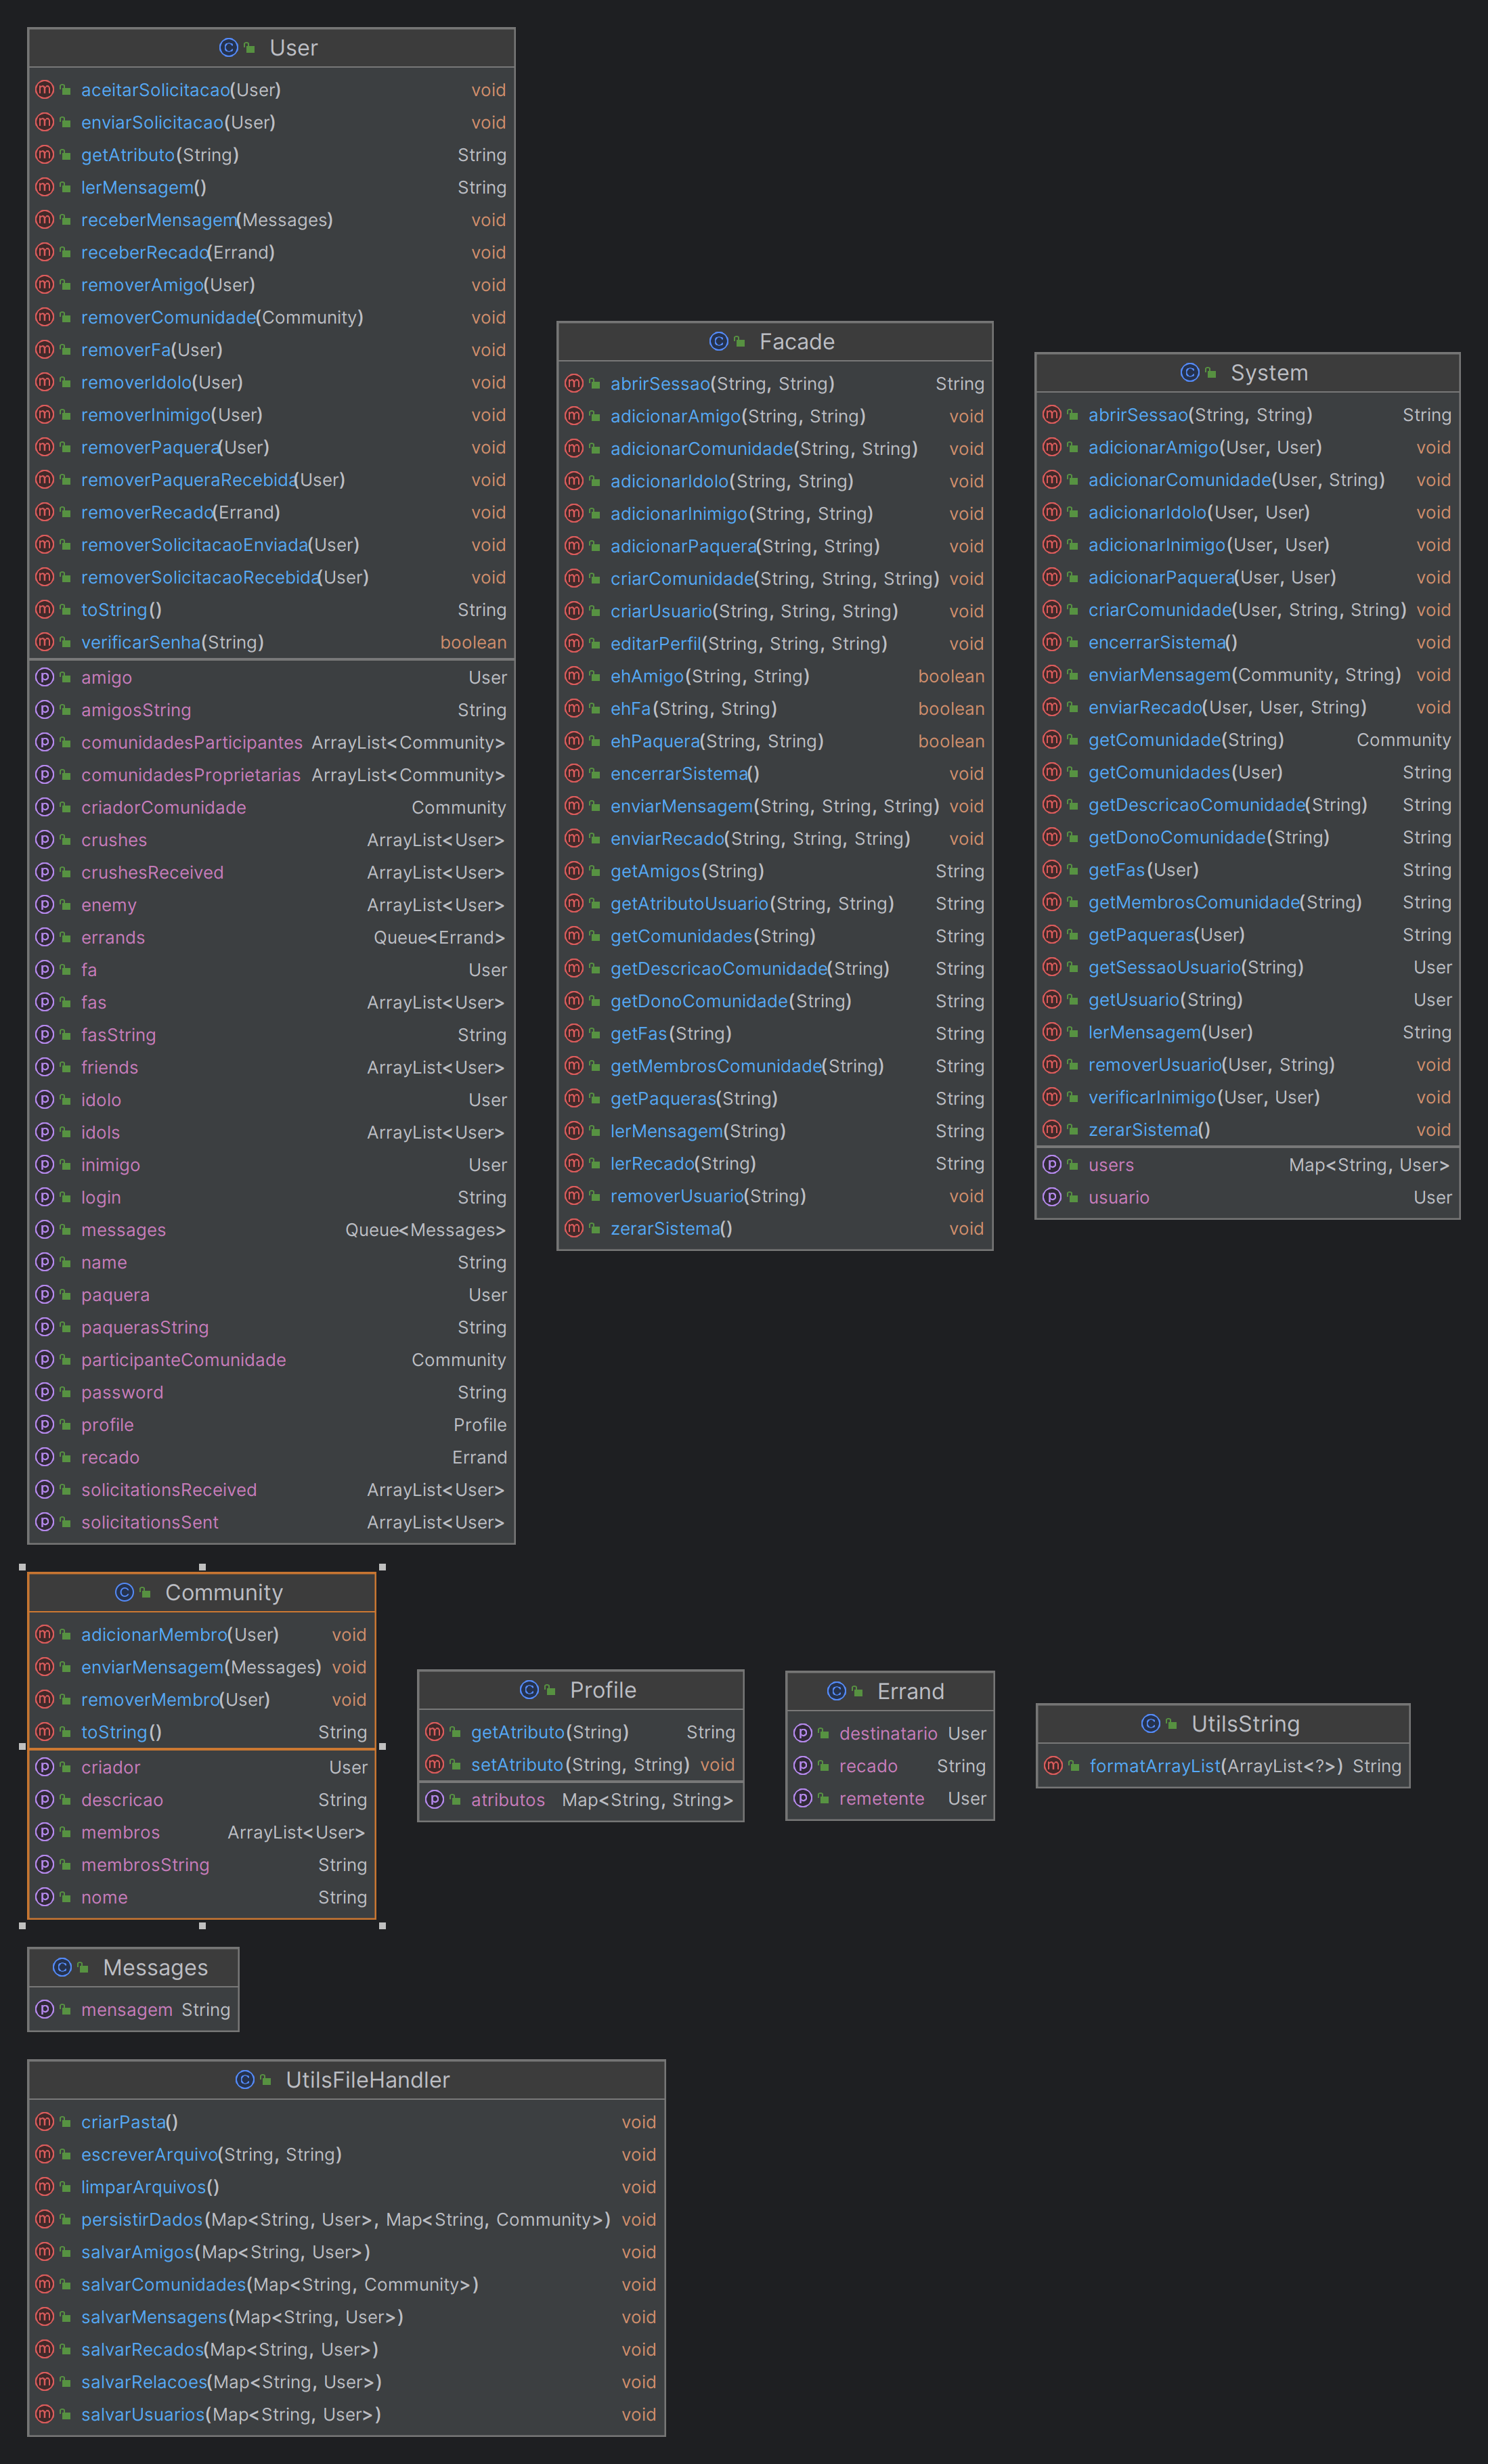 User
aceitarSolicitacao(User) void
enviarSolicitacao(User) void
getAtributo(String) String
lerMensagem() String
receberMensagem(Messages) void
receberRecado(Errand) void
removerAmigo(User) void
removerComunidade(Community) void
removerFa(User) void
removerIdolo(User) void
removerInimigo(User) void
removerPaquera(User) void
removerPaqueraRecebida(User) void
removerRecado(Errand) void
removerSolicitacaoEnviada(User) void
removerSolicitacaoRecebida(User) void
toString() String
verificarSenha(String) boolean
amigo User
amigosString String
comunidadesParticipantes ArrayList<Community>
comunidadesProprietarias ArrayList<Community>
criadorComunidade Community
crushes ArrayList<User>
crushesReceived ArrayList<User>
enemy ArrayList<User>
errands Queue<Errand>
fa User
fas ArrayList<User>
fasString String
friends ArrayList<User>
idolo User
idols ArrayList<User>
inimigo User
login String
messages Queue<Messages>
name String
paquera User
paquerasString String
participanteComunidade Community
password String
profile Profile
recado Errand
solicitationsReceived ArrayList<User>
solicitationsSent ArrayList<User>
Facade
abrirSessao(String, String) String
adicionarAmigo(String, String) void
adicionarComunidade(String, String) void
adicionarIdolo(String, String) void
adicionarInimigo(String, String) void
adicionarPaquera(String, String) void
criarComunidade(String, String, String) void
criarUsuario(String, String, String) void
editarPerfil(String, String, String) void
ehAmigo(String, String) boolean
ehFa(String, String) boolean
ehPaquera(String, String) boolean
encerrarSistema() void
enviarMensagem(String, String, String) void
enviarRecado(String, String, String) void
getAmigos(String) String
getAtributoUsuario(String, String) String
getComunidades(String) String
getDescricaoComunidade(String) String
getDonoComunidade(String) String
getFas(String) String
getMembrosComunidade(String) String
getPaqueras(String) String
lerMensagem(String) String
lerRecado(String) String
removerUsuario(String) void
zerarSistema() void
System
abrirSessao(String, String) String
adicionarAmigo(User, User) void
adicionarComunidade(User, String) void
adicionarIdolo(User, User) void
adicionarInimigo(User, User) void
adicionarPaquera(User, User) void
criarComunidade(User, String, String) void
encerrarSistema() void
enviarMensagem(Community, String) void
enviarRecado(User, User, String) void
getComunidade(String) Community
getComunidades(User) String
getDescricaoComunidade(String) String
getDonoComunidade(String) String
getFas(User) String
getMembrosComunidade(String) String
getPaqueras(User) String
getSessaoUsuario(String) User
getUsuario(String) User
lerMensagem(User) String
removerUsuario(User, String) void
verificarInimigo(User, User) void
zerarSistema() void
users Map<String, User>
usuario User
Community
adicionarMembro(User) void
enviarMensagem(Messages) void
removerMembro(User) void
toString() String
criador User
descricao String
membros ArrayList<User>
membrosString String
nome String
Profile
getAtributo(String) String
setAtributo(String, String) void
atributos Map<String, String>
Errand
destinatario User
recado String
remetente User
UtilsString
formatArrayList(ArrayList<?>) String
Messages
mensagem String
UtilsFileHandler
criarPasta() void
escreverArquivo(String, String) void
limparArquivos() void
persistirDados(Map<String, User>, Map<String, Community>) void
salvarAmigos(Map<String, User>) void
salvarComunidades(Map<String, Community>) void
salvarMensagens(Map<String, User>) void
salvarRecados(Map<String, User>) void
salvarRelacoes(Map<String, User>) void
salvarUsuarios(Map<String, User>) void